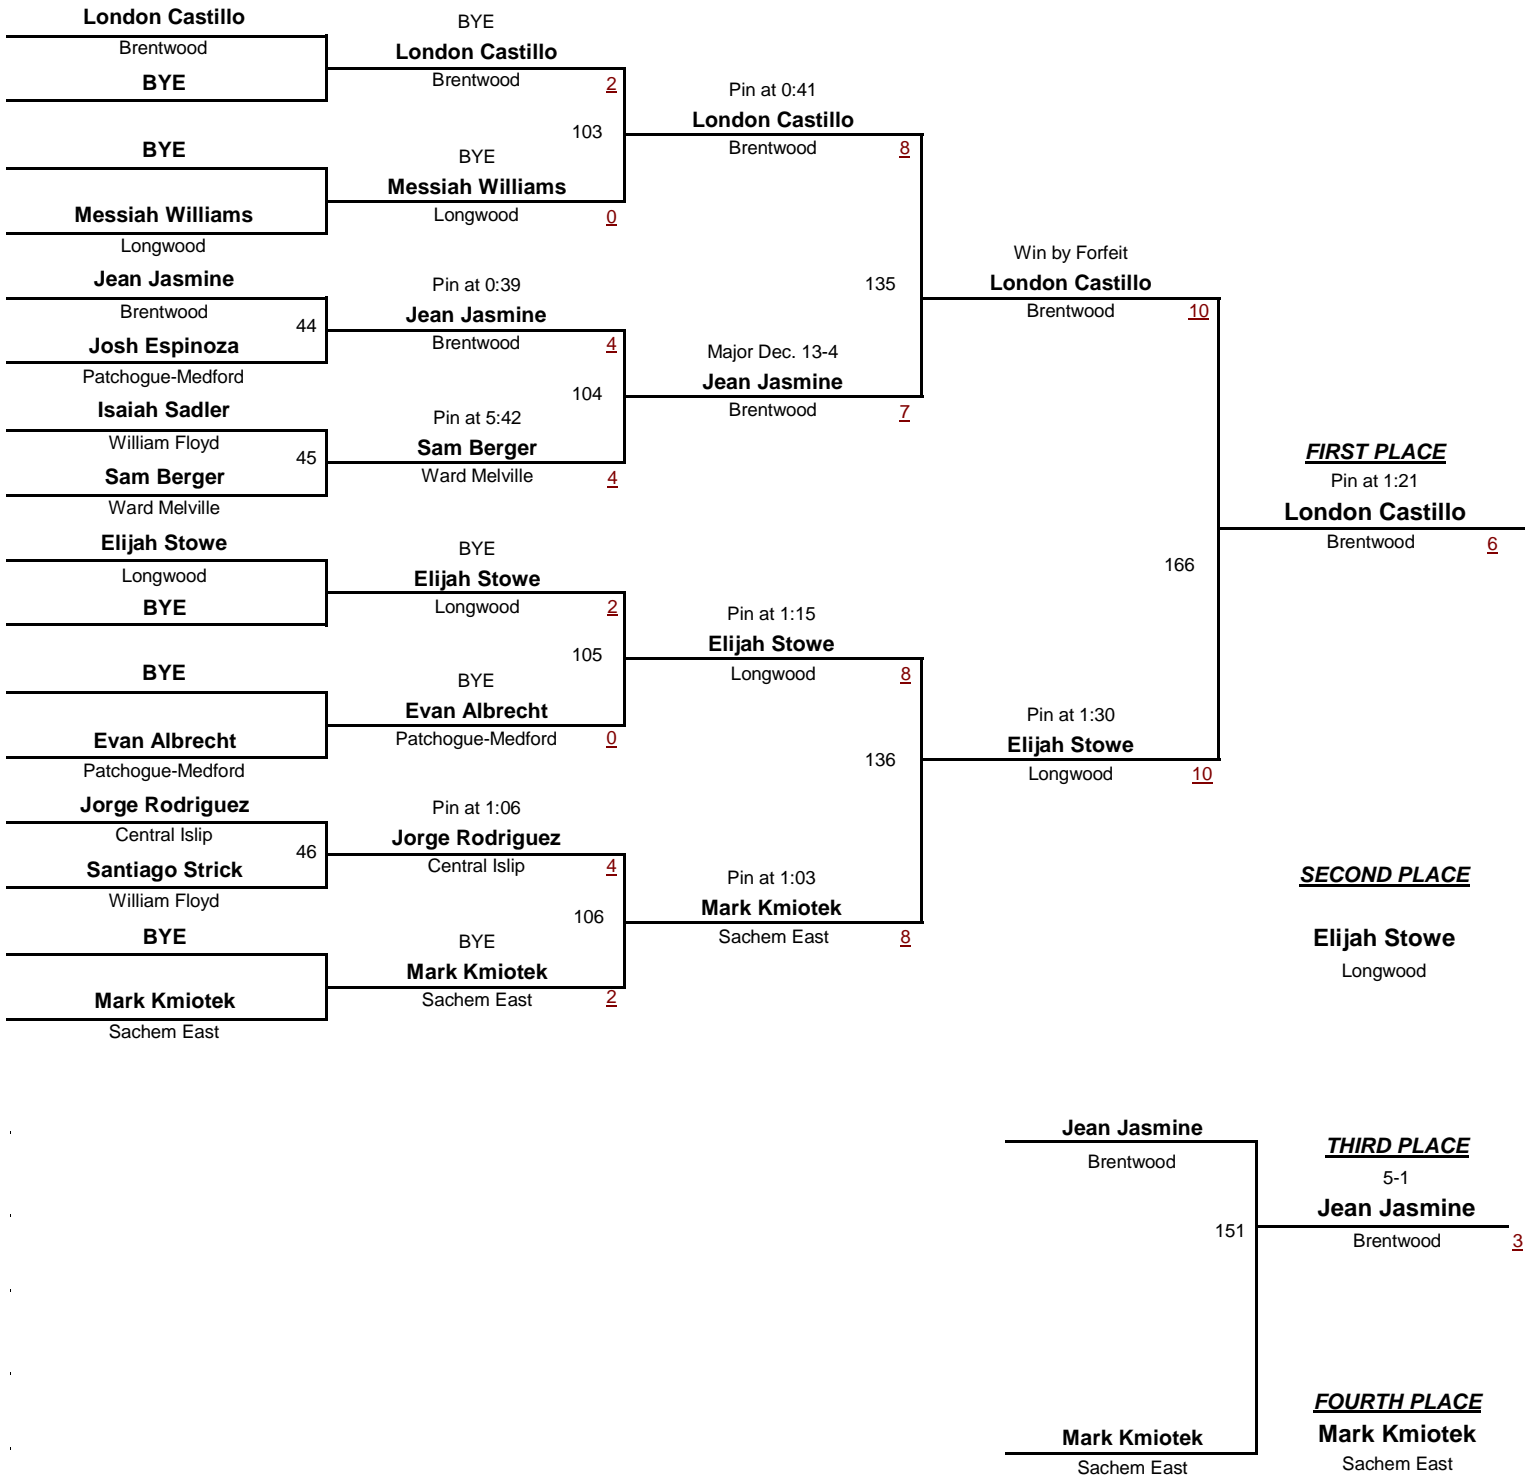 London Castillo
Brentwood
BYE
BYE
London Castillo
Brentwood
2
103
BYE
Messiah Williams
Longwood
BYE
Messiah Williams
Longwood
0
Pin at 0:41
London Castillo
Brentwood
8
Jean Jasmine
Brentwood
44
Josh Espinoza
Patchogue-Medford
Pin at 0:39
Jean Jasmine
Brentwood
4
104
Isaiah Sadler
William Floyd
45
Sam Berger
Ward Melville
Pin at 5:42
Sam Berger
Ward Melville
4
Major Dec. 13-4
Jean Jasmine
Brentwood
7
135
Win by Forfeit
London Castillo
Brentwood
10
Elijah Stowe
Longwood
BYE
BYE
Elijah Stowe
Longwood
2
105
BYE
Evan Albrecht
Patchogue-Medford
BYE
Evan Albrecht
Patchogue-Medford
0
Pin at 1:15
Elijah Stowe
Longwood
8
Jorge Rodriguez
Central Islip
46
Santiago Strick
William Floyd
Pin at 1:06
Jorge Rodriguez
Central Islip
4
106
BYE
Mark Kmiotek
Sachem East
BYE
Mark Kmiotek
Sachem East
2
Pin at 1:03
Mark Kmiotek
Sachem East
8
136
Pin at 1:30
Elijah Stowe
Longwood
10
166
FIRST PLACE
Pin at 1:21
London Castillo
Brentwood
6
SECOND PLACE
Elijah Stowe
Longwood
Jean Jasmine
Brentwood
151
Mark Kmiotek
Sachem East
THIRD PLACE
5-1
Jean Jasmine
Brentwood
3
FOURTH PLACE
Mark Kmiotek
Sachem East